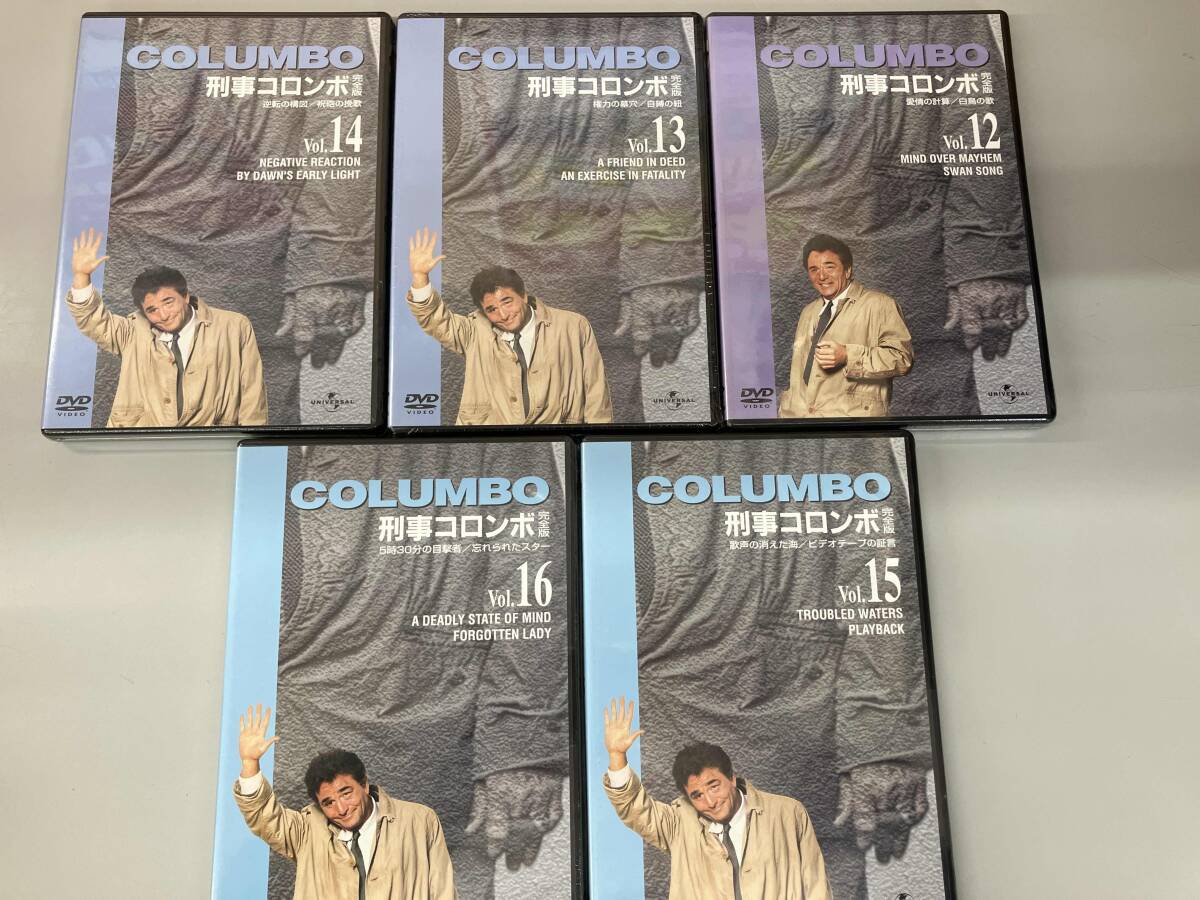 COLUMBO
刑事コロンボ 完全版
逆転の構図/祝砲の挽歌
Vol.14
NEGATIVE REACTION
BY DAWN'S EARLY LIGHT
DVD
VIDEO
UNIVERSAL
COLUMBO
刑事コロンボ 完全版
権力の墓穴/自縛の紐
Vol.13
A FRIEND IN DEED
AN EXERCISE IN FATALITY
DVD
VIDEO
UNIVERSAL
COLUMBO
刑事コロンボ 完全版
愛情の計算/白鳥の歌
Vol.12
MIND OVER MAYHEM
SWAN SONG
DVD
VIDEO
UNIVERSAL
COLUMBO
刑事コロンボ 完全版
5時30分の目撃者/忘れられたスター
Vol.16
A DEADLY STATE OF MIND
FORGOTTEN LADY
COLUMBO
刑事コロンボ 完全版
歌声の消えた海/ビデオテープの証言
Vol.15
TROUBLED WATERS
PLAYBACK